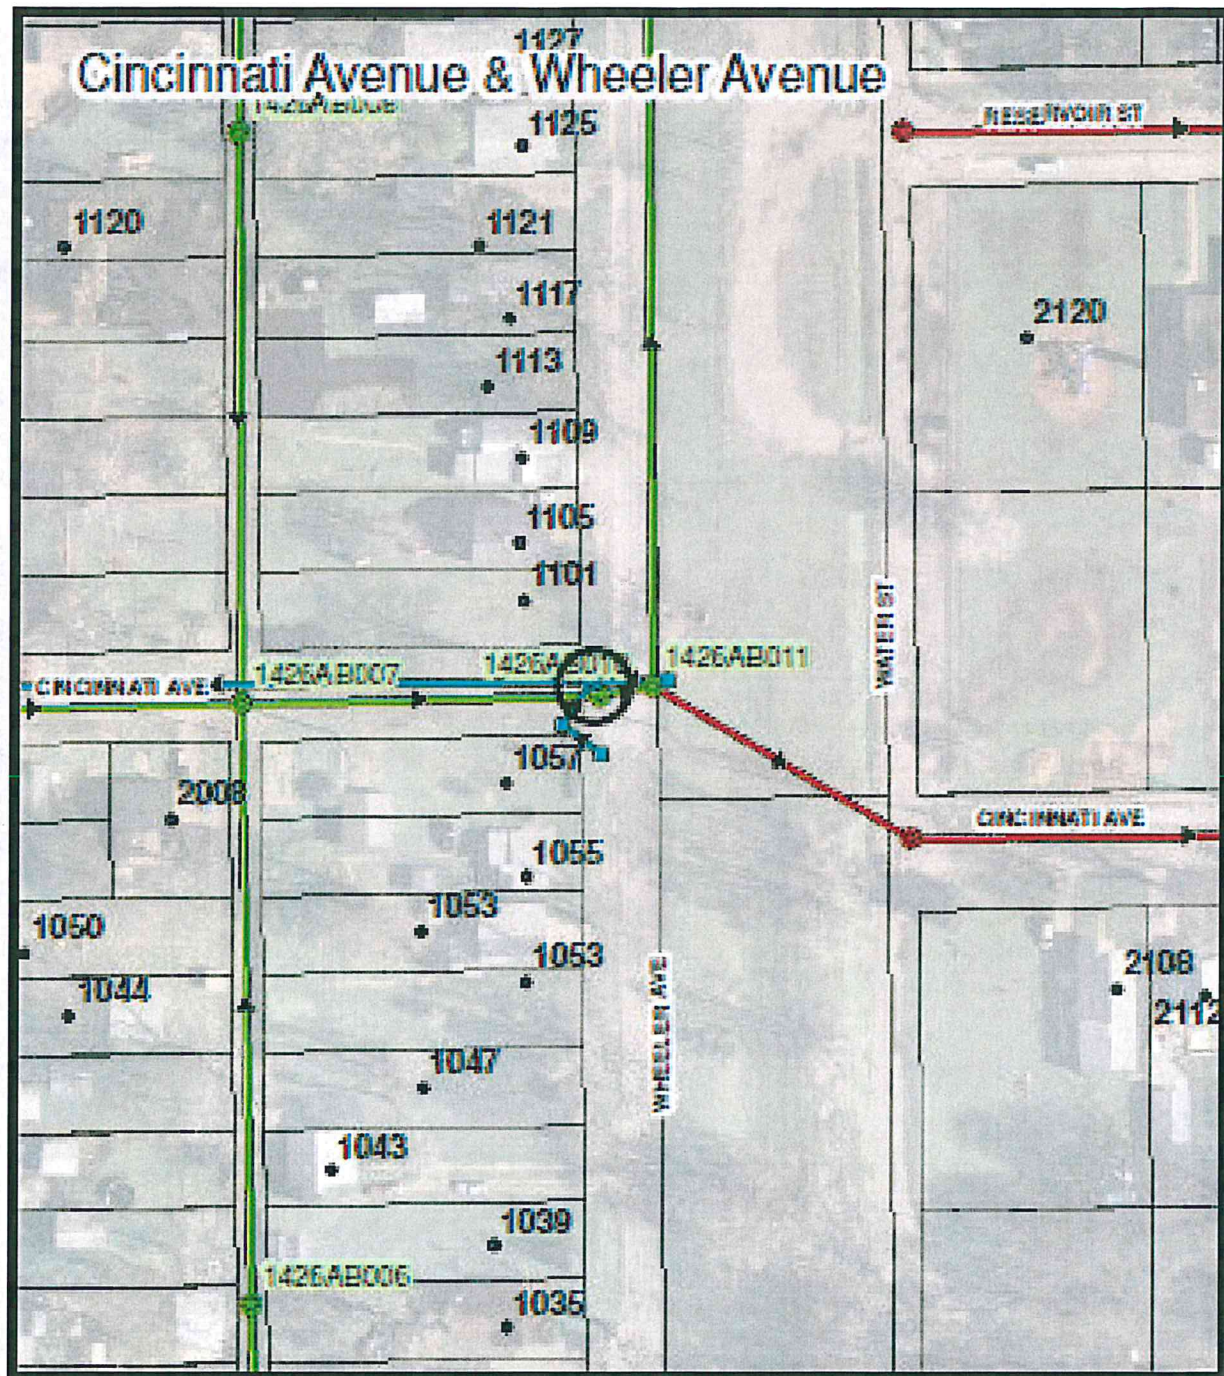 1127
Cincinnati Avenue & Wheeler Avenue
1426AB008
1125
RESERVOIR ST
1120
1121
1117
2120
1113
1109
1105
1101
WATER ST
1426AB007
1426AB011
CINCINNATI AVE
1057
2008
CINCINNATI AVE
1055
1050
1053
1053
2108
1044
2112
WHEELER AVE
1047
1043
1039
1426AB006
1035